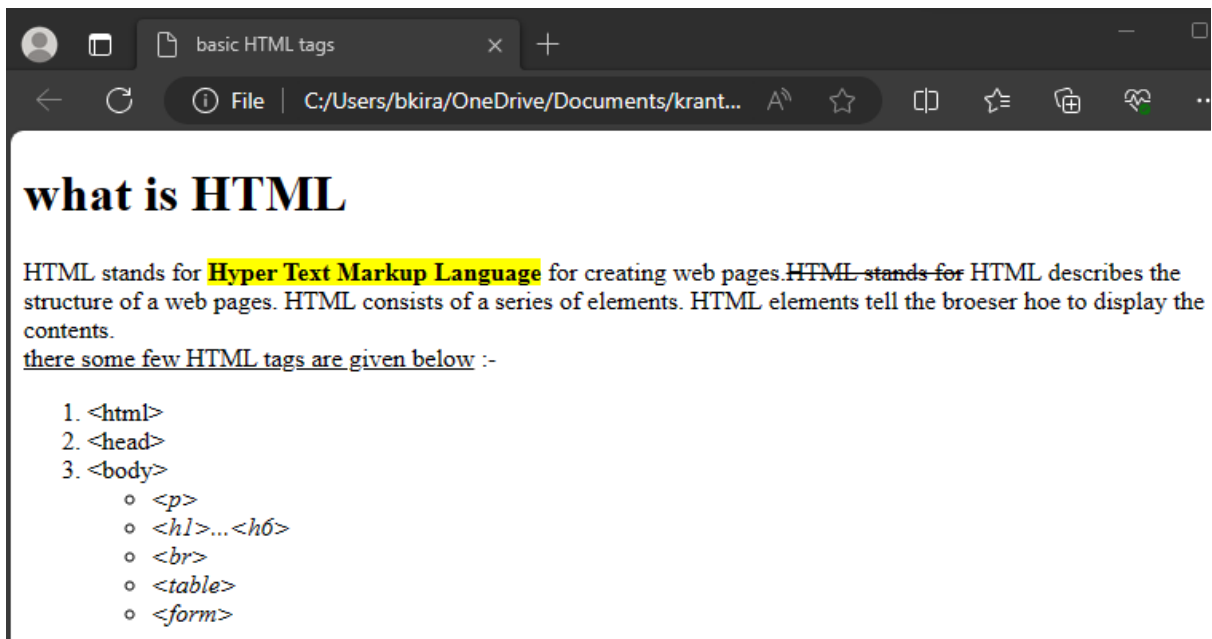 basic HTML tags
File | C:/Users/bkira/OneDrive/Documents/krant...
what is HTML
HTML stands for Hyper Text Markup Language for creating web pages.HTML stands for HTML describes the
structure of a web pages. HTML consists of a series of elements. HTML elements tell the broeser hoe to display the
contents.
there some few HTML tags are given below :-
1. <html>
2. <head>
3. <body>
<p>
<h1>...<h6>
<br>
<table>
<form>